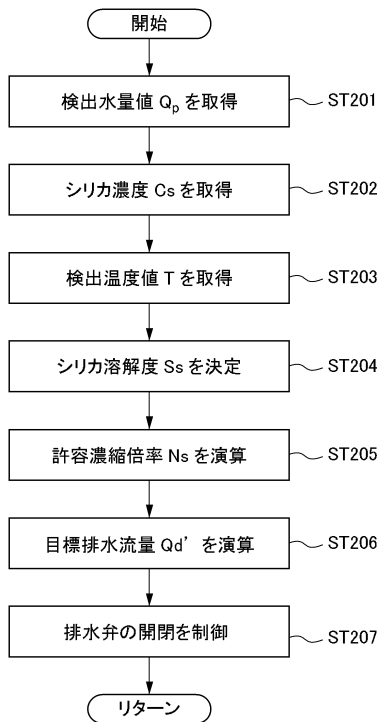 開始
検出水量値 Qp を取得 ST201
シリカ濃度 Cs を取得 ST202
検出温度値 T を取得 ST203
シリカ溶解度 Ss を決定 ST204
許容濃縮倍率 Ns を演算 ST205
目標排水流量 Qd’ を演算 ST206
排水弁の開閉を制御 ST207
リターン